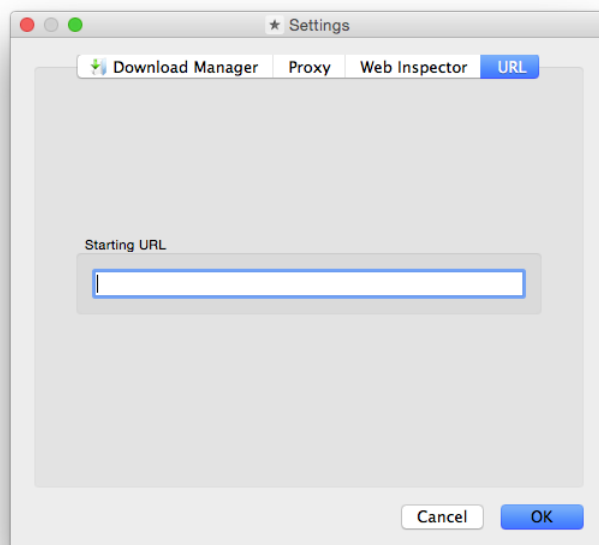 ★ Settings
Download Manager Proxy Web Inspector URL
Starting URL
Cancel OK